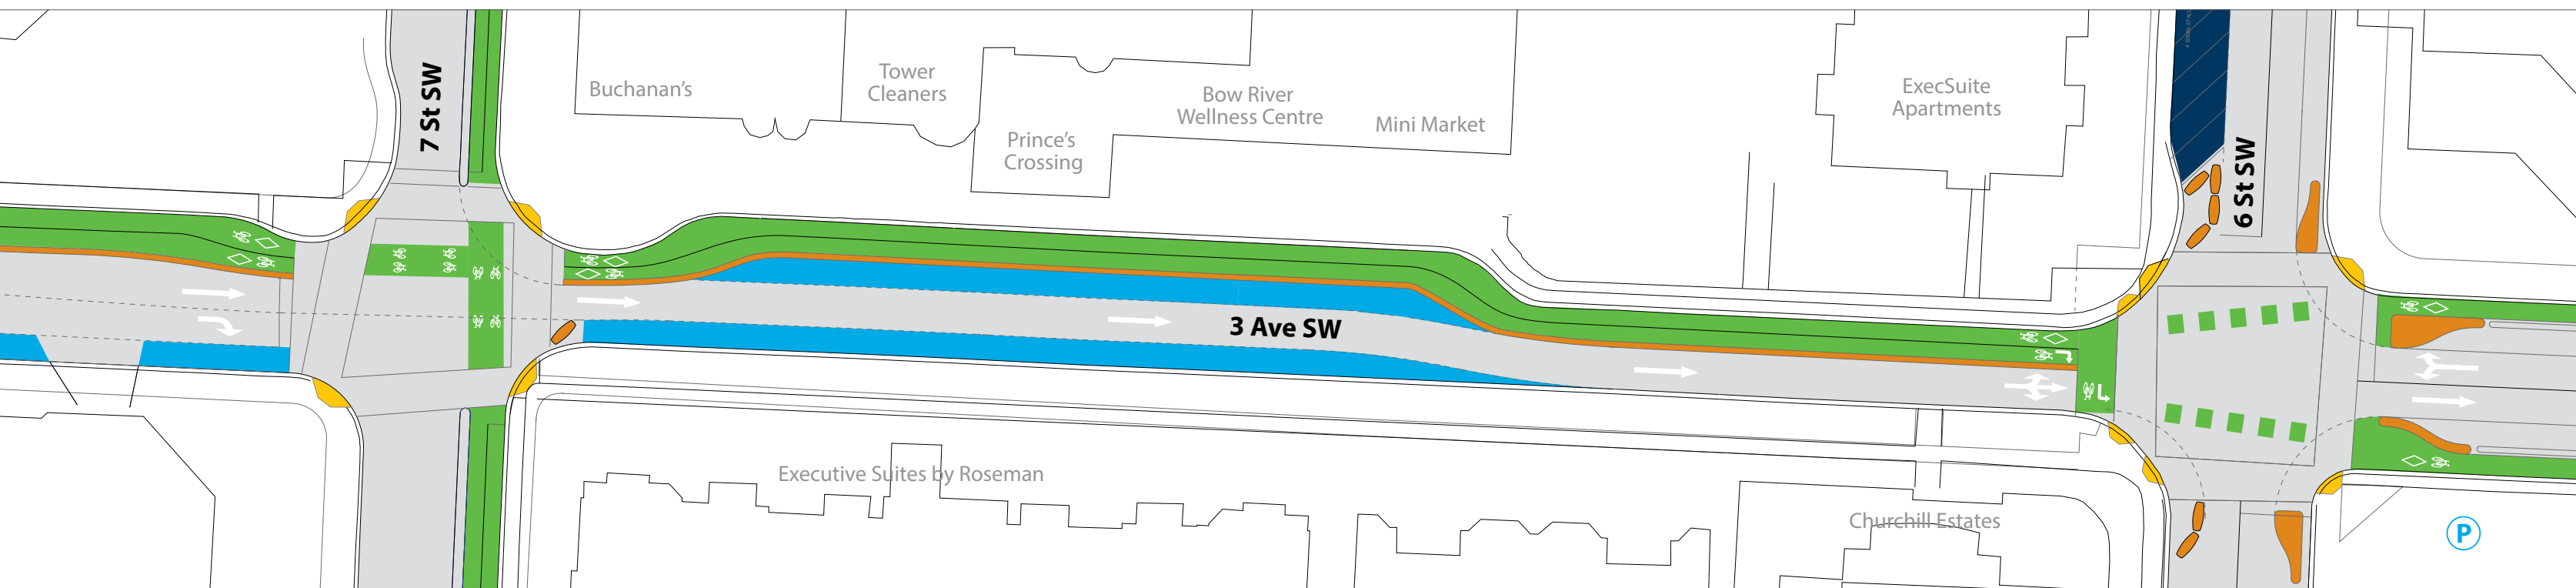 7 St SW
Buchanan's
Tower
Cleaners
Prince's
Crossing
Bow River
Wellness Centre
Mini Market
ExecSuite
Apartments
6 St SW
3 Ave SW
Executive Suites by Roseman
Churchill Estates
P